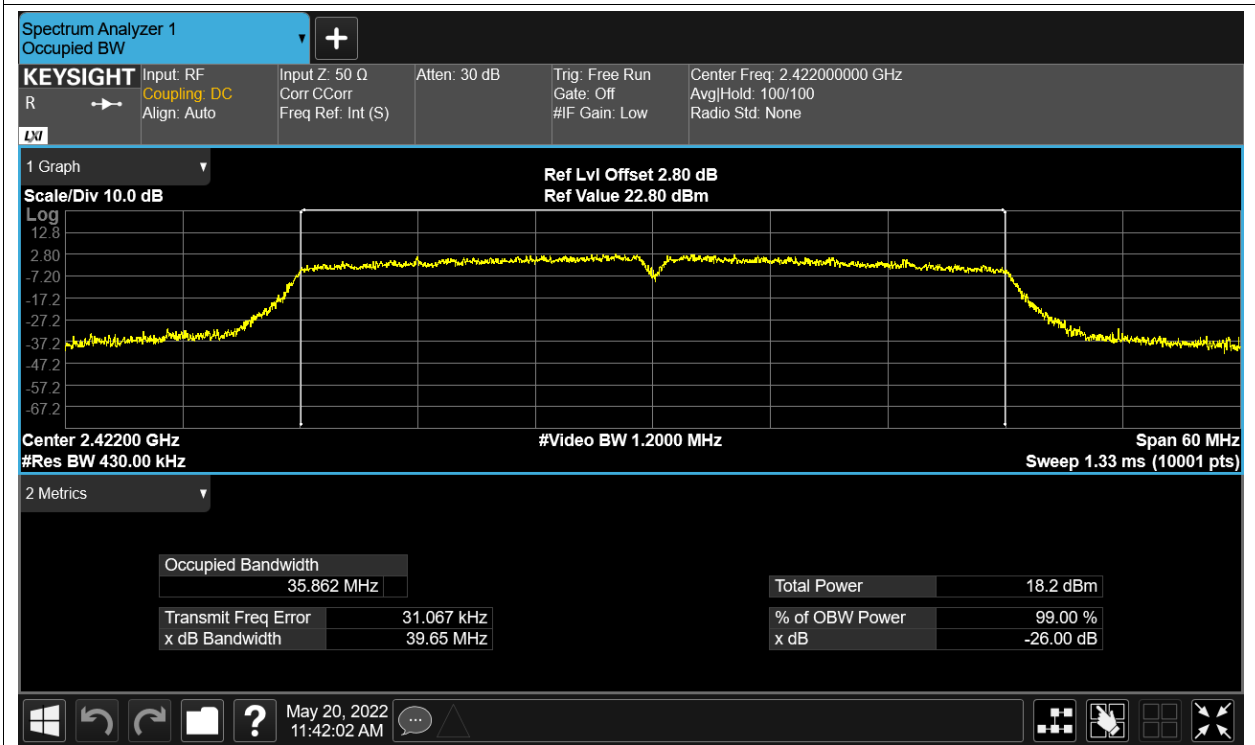 Spectrum Analyzer 1
Occupied BW
KEYSIGHT
R
LXI
Input: RF
Coupling: DC
Align: Auto
Input Z: 50 Ω
Corr CCorr
Freq Ref: Int (S)
Atten: 30 dB
Trig: Free Run
Gate: Off
#IF Gain: Low
Center Freq: 2.422000000 GHz
Avg|Hold: 100/100
Radio Std: None
1 Graph
Scale/Div 10.0 dB
Ref Lvl Offset 2.80 dB
Ref Value 22.80 dBm
Log
12.8
2.80
-7.20
-17.2
-27.2
-37.2
-47.2
-57.2
-67.2
Center 2.42200 GHz
#Video BW 1.2000 MHz
Span 60 MHz
#Res BW 430.00 kHz
Sweep 1.33 ms (10001 pts)
2 Metrics
Occupied Bandwidth
35.862 MHz
Total Power 18.2 dBm
Transmit Freq Error 31.067 kHz
% of OBW Power 99.00 %
x dB Bandwidth 39.65 MHz
x dB -26.00 dB
?
May 20, 2022
11:42:02 AM